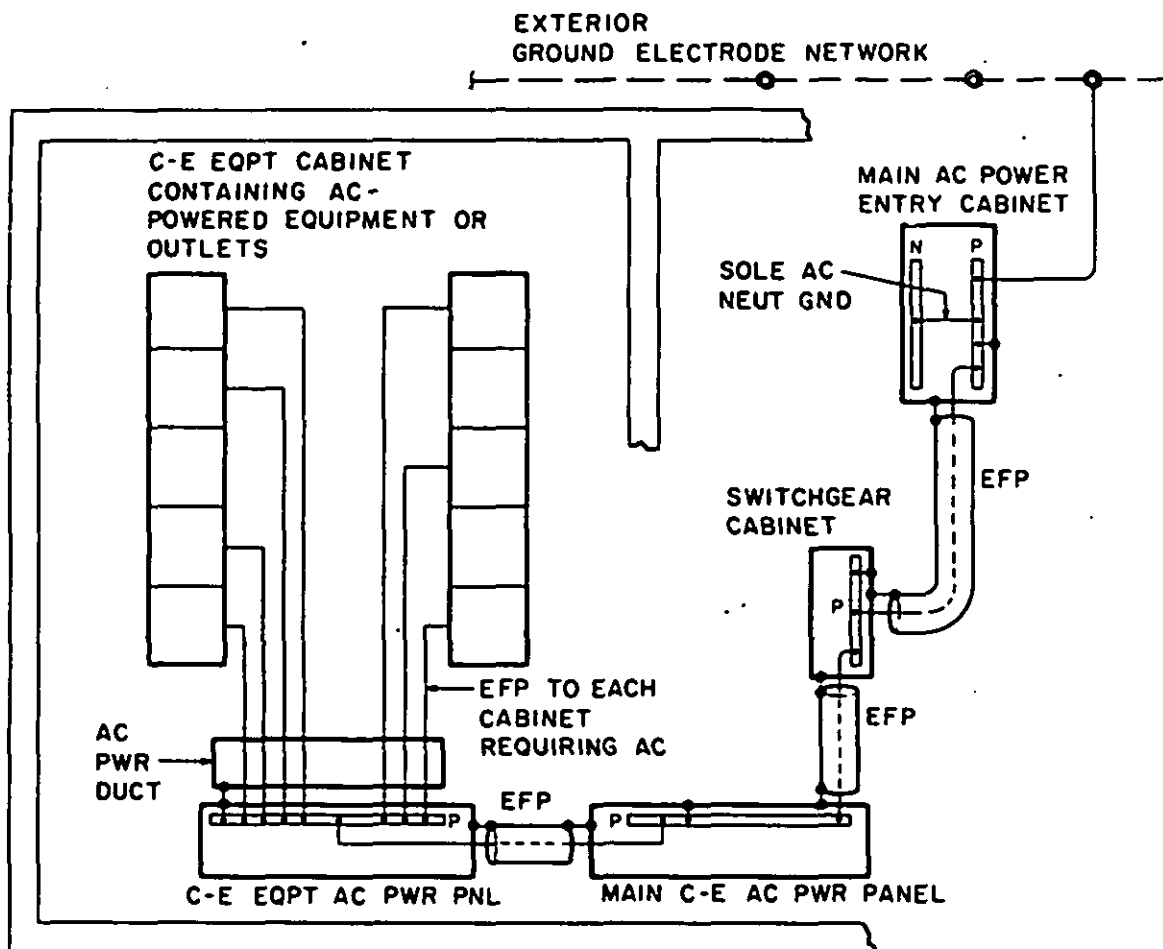 EXTERIOR
GROUND ELECTRODE NETWORK
C-E EQPT CABINET
CONTAINING AC-
POWERED EQUIPMENT OR
OUTLETS
MAIN AC POWER
ENTRY CABINET
N P
SOLE AC
NEUT GND
EFP
SWITCHGEAR
CABINET
P
EFP TO EACH
CABINET
REQUIRING AC
EFP
AC
PWR
DUCT
EFP
P
P
C-E EQPT AC PWR PNL
MAIN C-E AC PWR PANEL